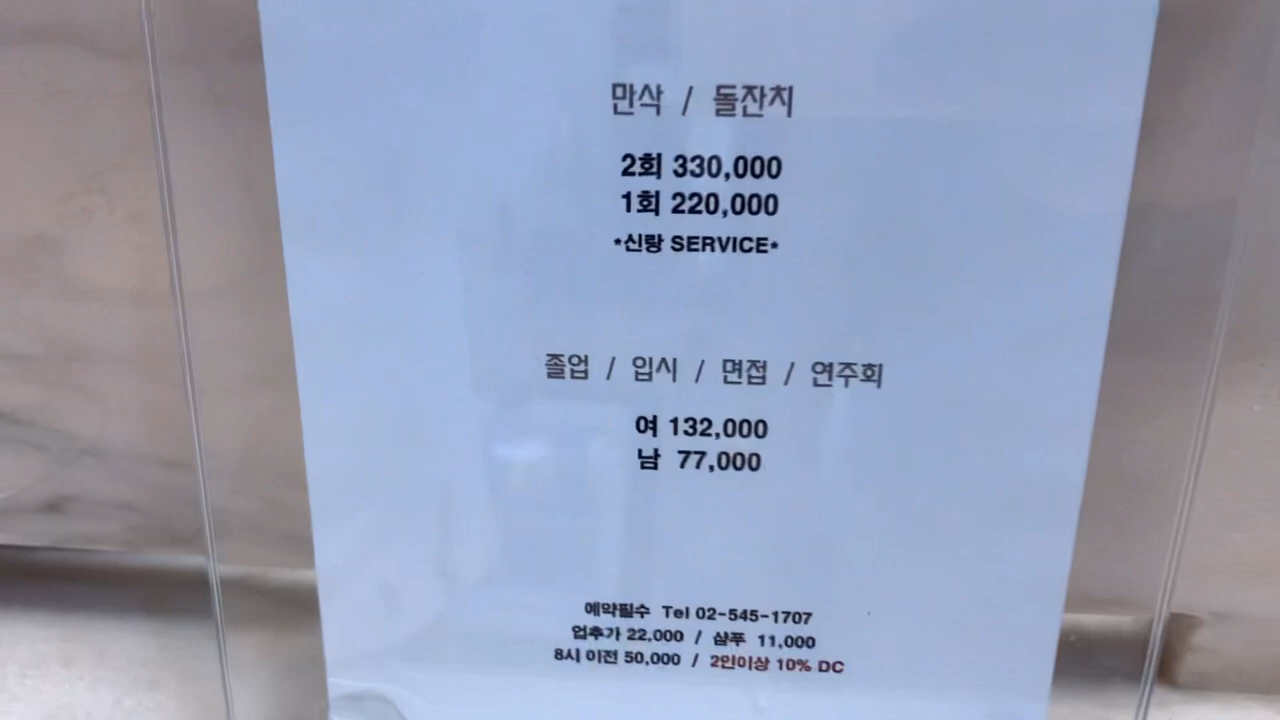 만삭 / 돌잔치
2회 330,000
1회 220,000
*신랑 SERVICE*
졸업 / 입시 / 면접 / 연주회
여 132,000
남 77,000
예약필수 Tel 02-545-1707
업추가 22,000 / 샴푸 11,000
8시 이전 50,000 / 2인이상 10% DC